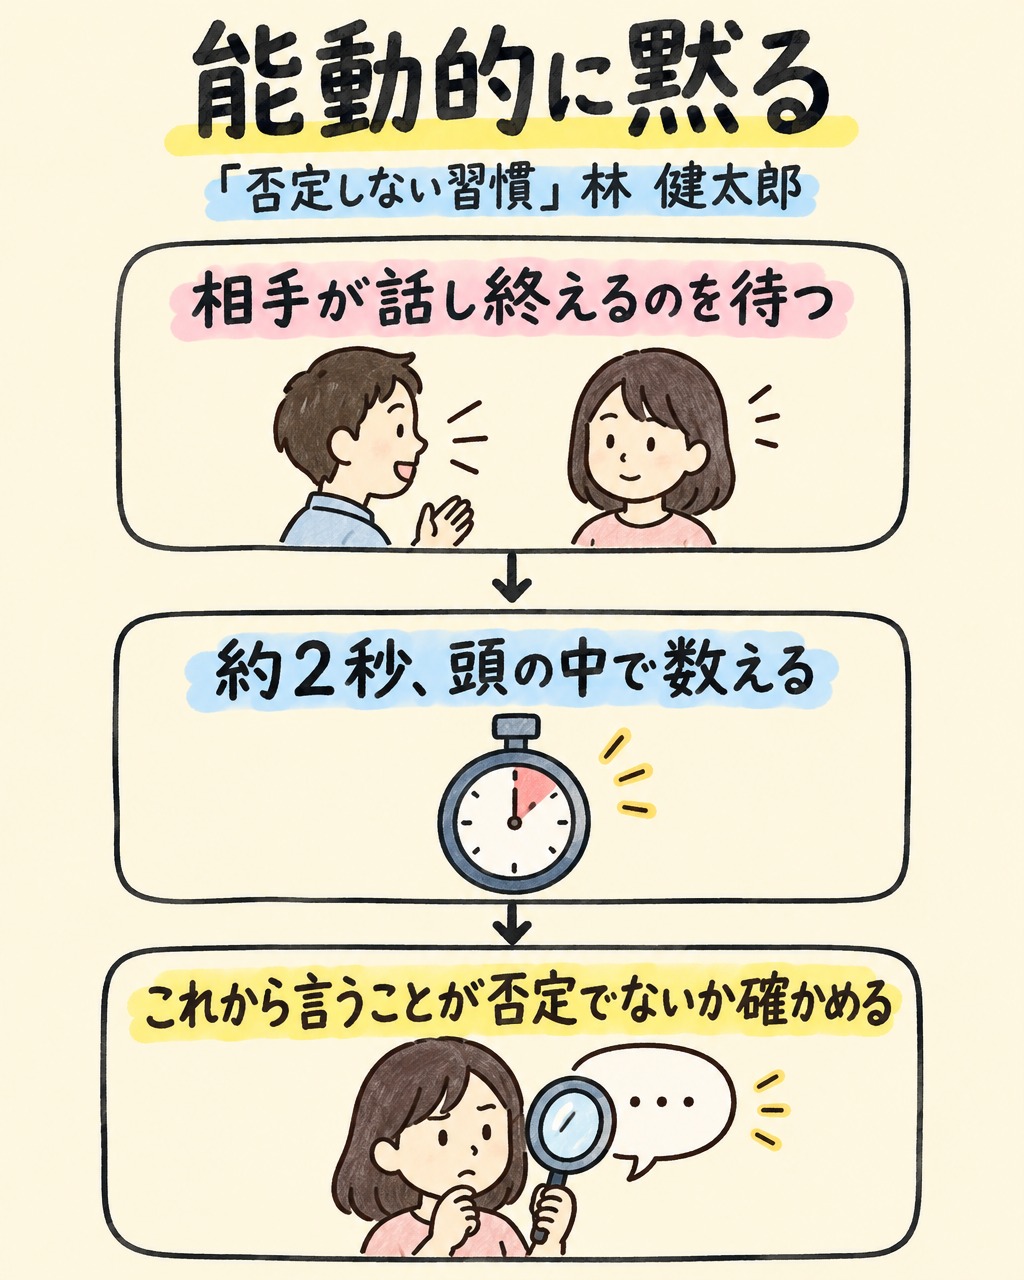 能動的に黙る
「否定しない習慣」林 健太郎
相手が話し終えるのを待つ
約2秒、頭の中で数える
これから言うことが否定でないか確かめる